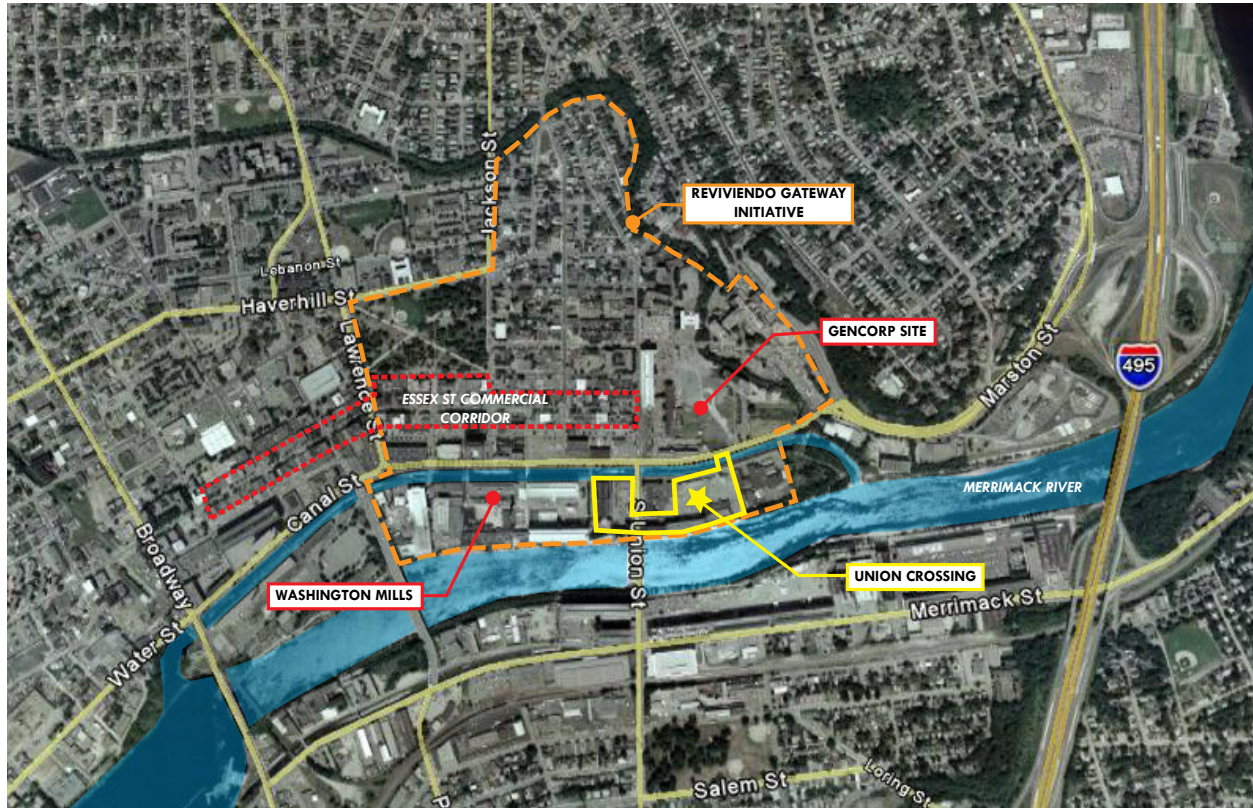 Jackson St
REVIVIENDO GATEWAY
INITIATIVE
Lebanon St
Haverhill St
Lawrence St
GENCORP SITE
Marston St
495
ESSEX ST COMMERCIAL
CORRIDOR
Canal St
MERRIMACK RIVER
Broadway
S Union St
UNION CROSSING
WASHINGTON MILLS
Merrimack St
Water St
Salem St
Loring St
P